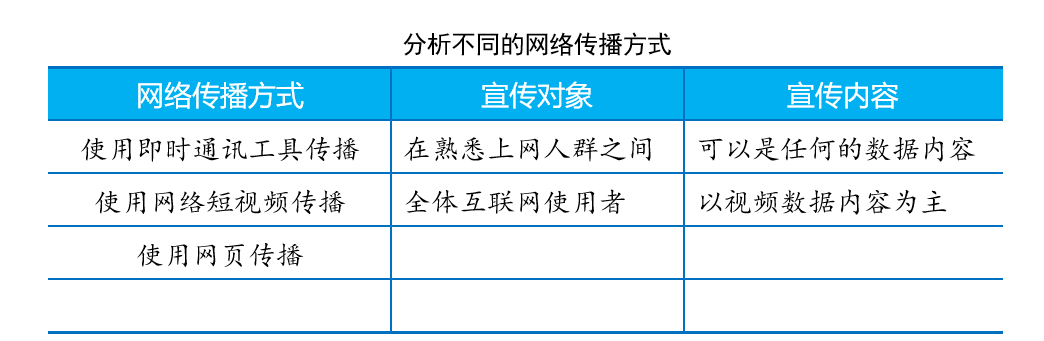 分析不同的网络传播方式
网络传播方式 宣传对象 宣传内容
使用即时通讯工具传播 在熟悉上网人群之间 可以是任何的数据内容
使用网络短视频传播 全体互联网使用者 以视频数据内容为主
使用网页传播